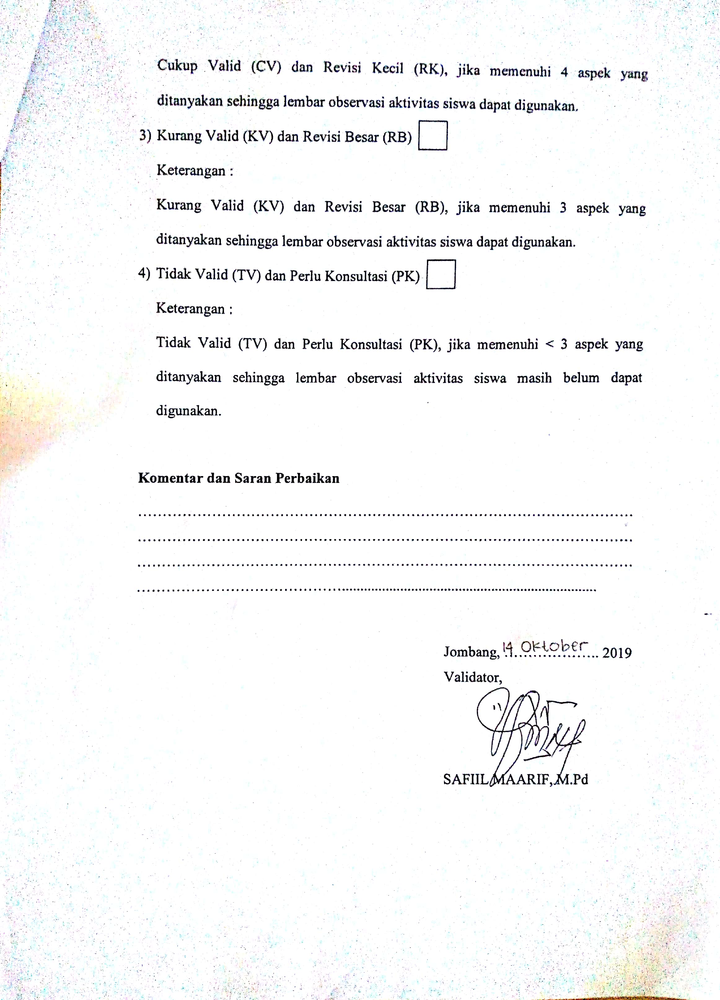 Cukup Valid (CV) dan Revisi Kecil (RK), jika memenuhi 4 aspek yang
ditanyakan sehingga lembar observasi aktivitas siswa dapat digunakan.
3) Kurang Valid (KV) dan Revisi Besar (RB)
Keterangan :
Kurang Valid (KV) dan Revisi Besar (RB), jika memenuhi 3 aspek yang
ditanyakan sehingga lembar observasi aktivitas siswa dapat digunakan.
4) Tidak Valid (TV) dan Perlu Konsultasi (PK)
Keterangan :
Tidak Valid (TV) dan Perlu Konsultasi (PK), jika memenuhi < 3 aspek yang
ditanyakan sehingga lembar observasi aktivitas siswa masih belum dapat
digunakan.
Komentar dan Saran Perbaikan
Jombang, 14 Oktober 2019
Validator,
SAFIIL MAARIF, M.Pd